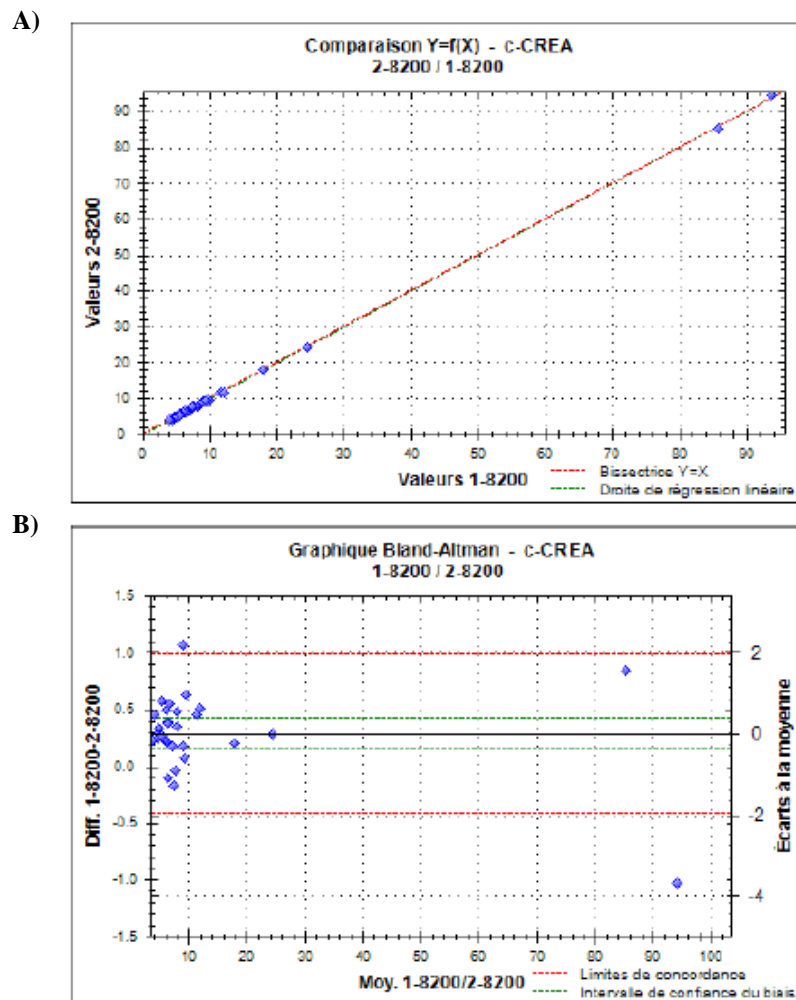 A)
Comparaison Y=f(X) - c-CREA
2-8200 / 1-8200
Valeurs 2-8200
90
80
70
60
50
40
30
20
10
0
0 10 20 30 40 50 60 70 80 90
Valeurs 1-8200
Bissectrice Y=X
Droite de régression linéaire
B)
Graphique Bland-Altman - c-CREA
1-8200 / 2-8200
Diff. 1-8200-2-8200
1.5
1.0
0.5
0.0
-0.5
-1.0
-1.5
2
0
-2
-4
Écarts à la moyenne
10 20 30 40 50 60 70 80 90 100
Moy. 1-8200/2-8200
Limites de concordance
Intervalle de confiance du biais